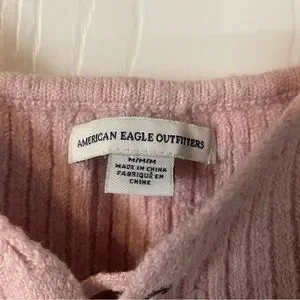 AMERICAN EAGLE OUTFITTERS
M/M/M
MADE IN CHINA
FABRIQUÉ EN
CHINE